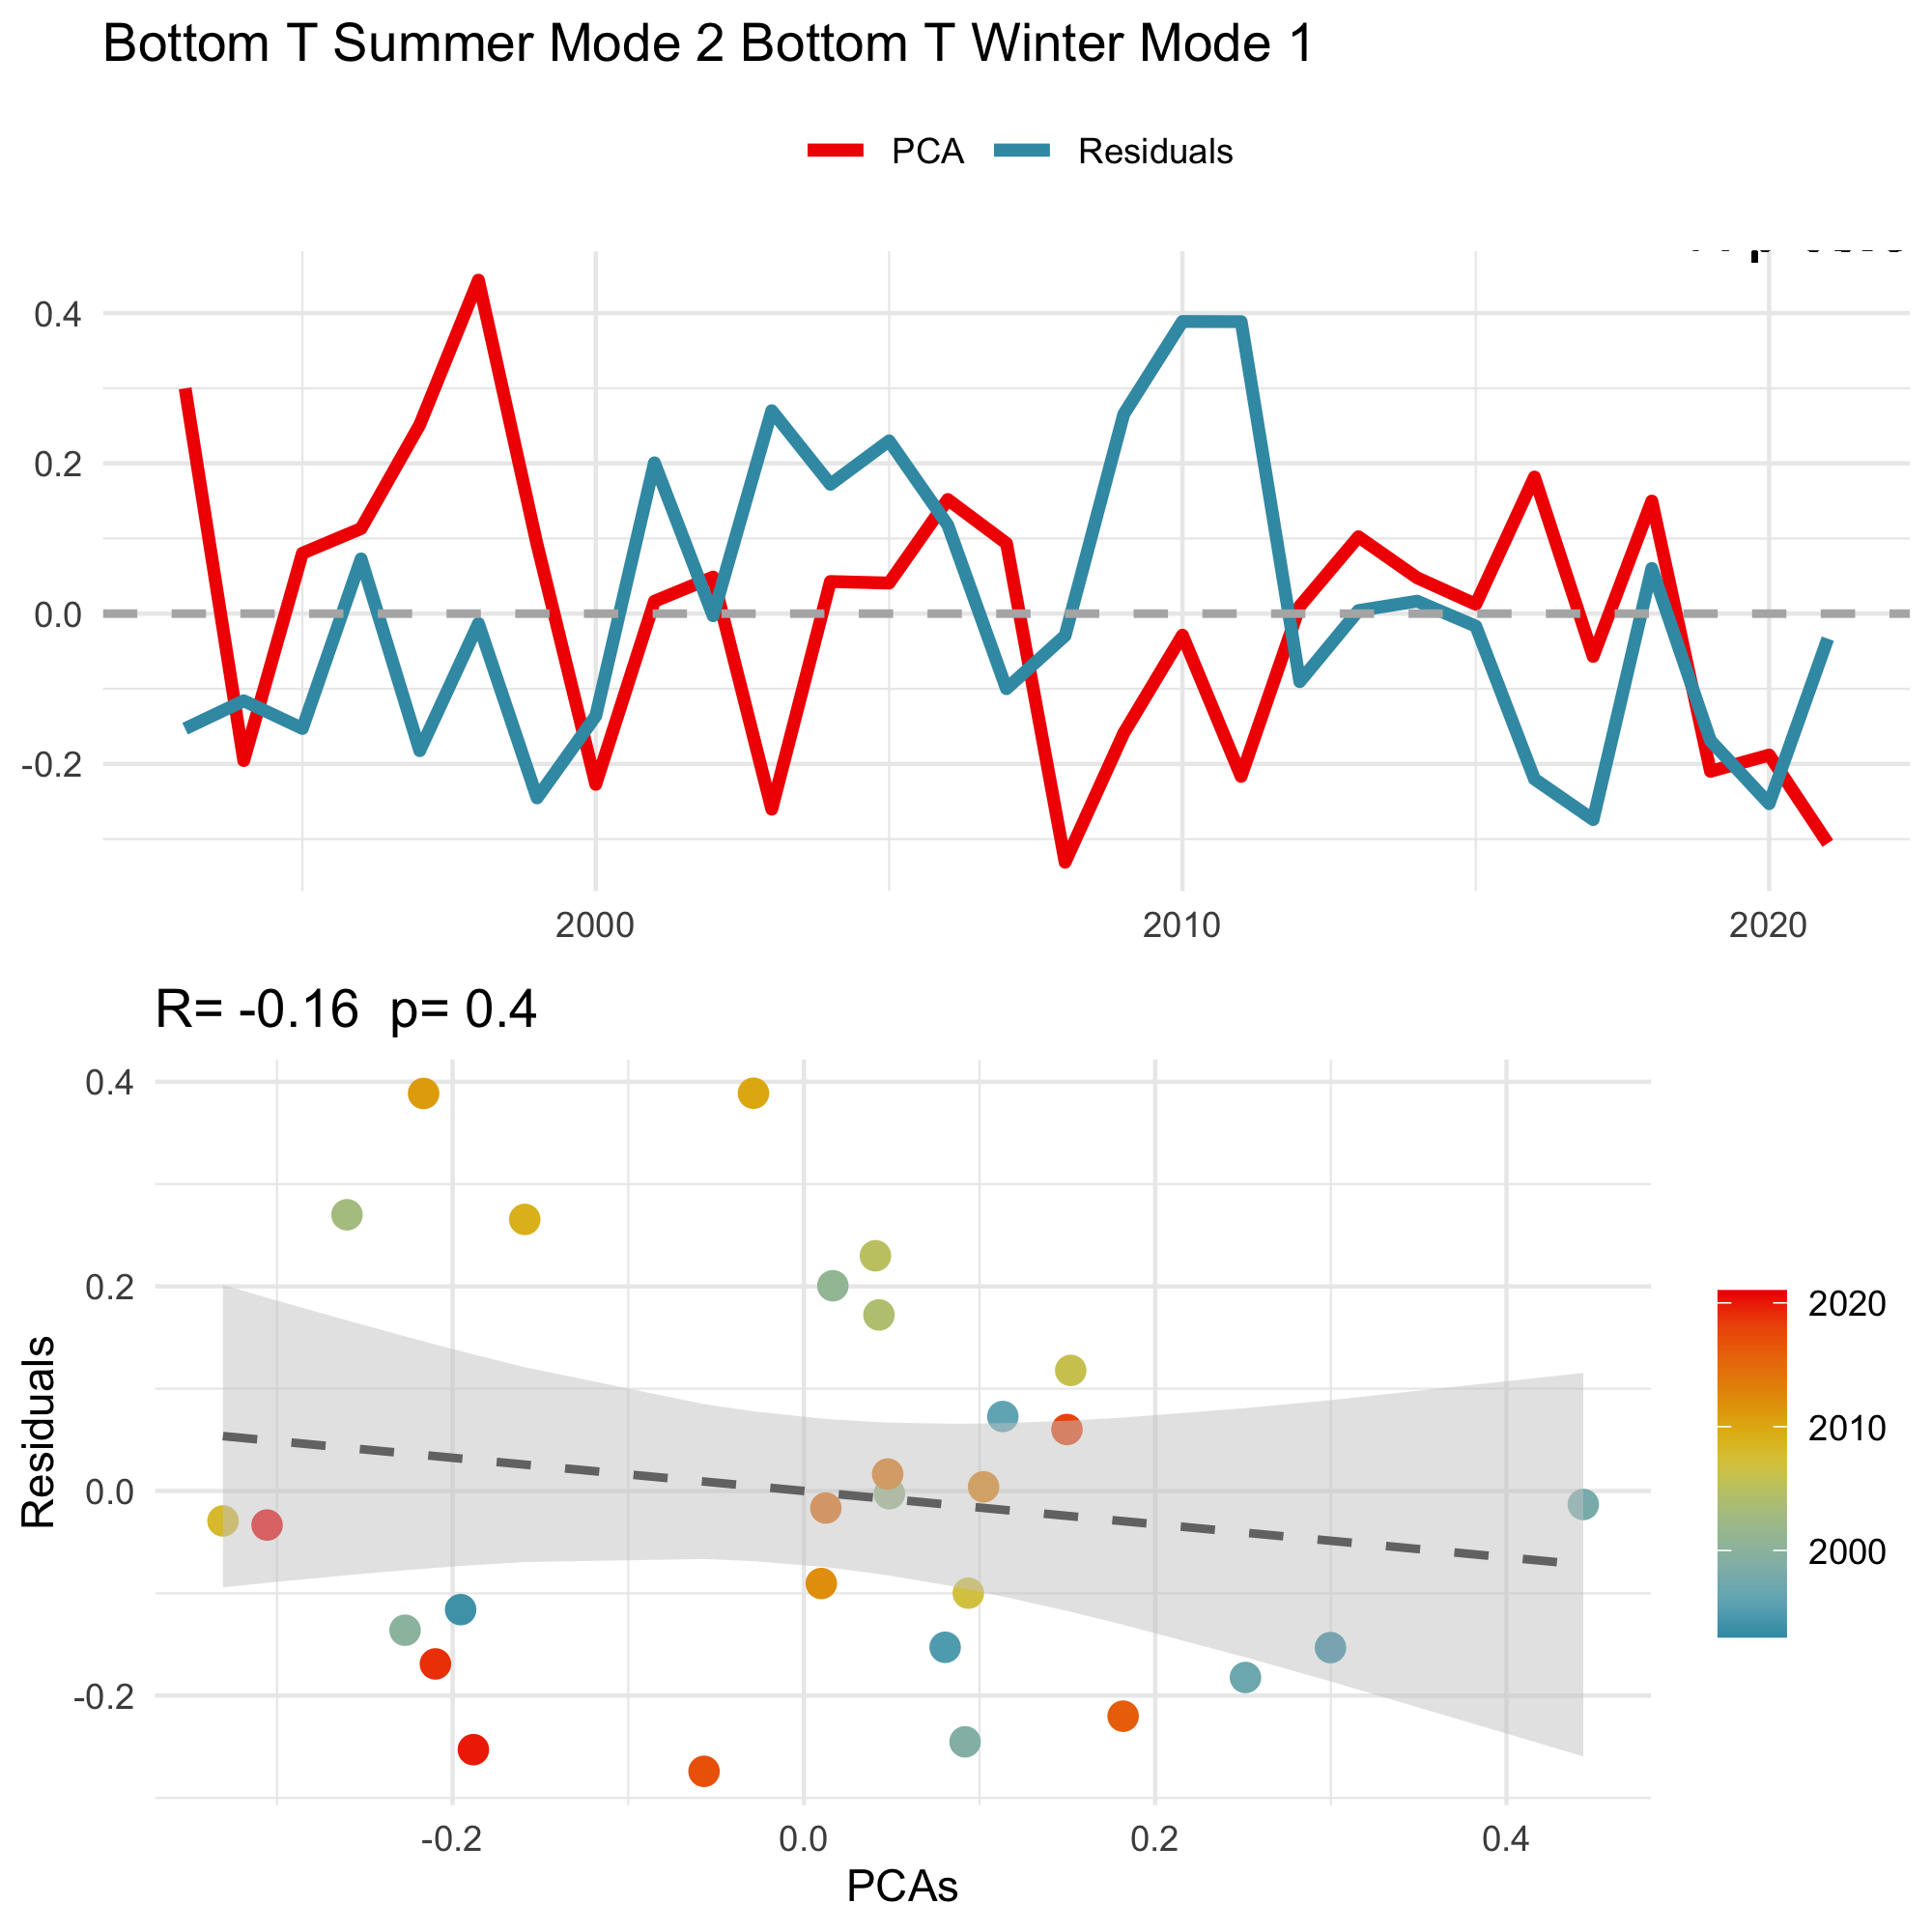 Bottom T Summer Mode 2 Bottom T Winter Mode 1
PCA Residuals
0.4
0.2
0.0
-0.2
2000 2010 2020
R= -0.16 p= 0.4
0.4
0.2
0.0
-0.2
Residuals
-0.2 0.0 0.2 0.4
PCAs
2020
2010
2000